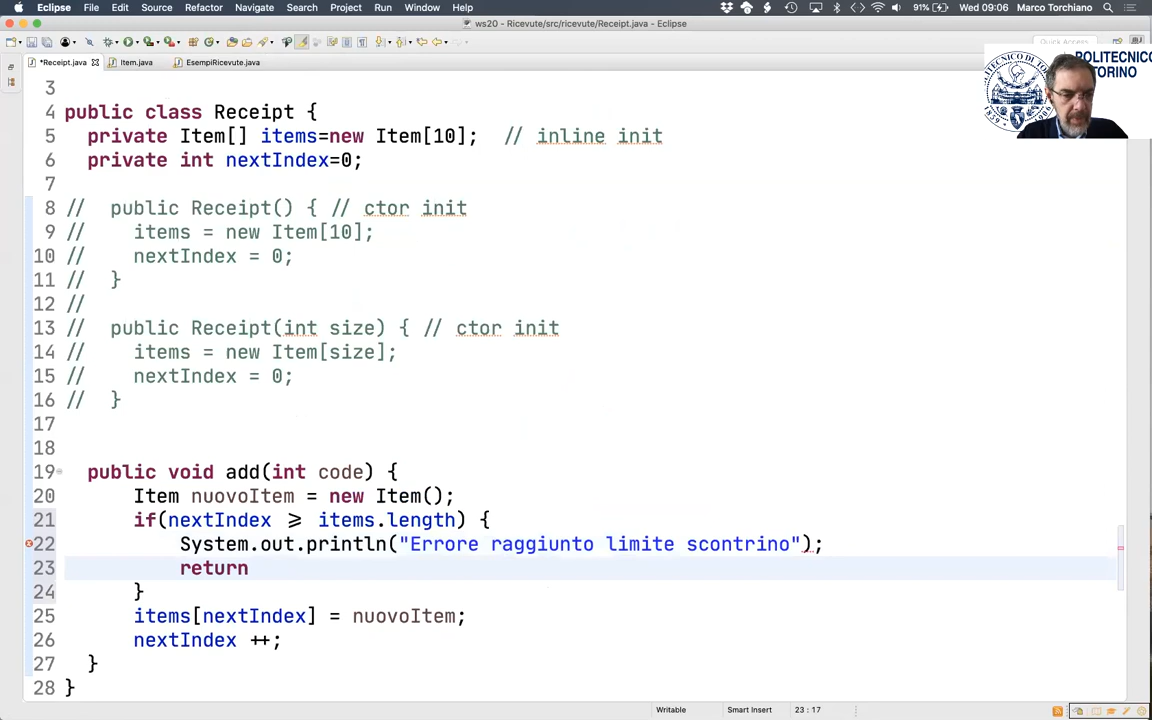 Eclipse File Edit Source Refactor Navigate Search Project Run Window Help 91% Wed 09:06 Marco Torchiano
ws20 - Ricevute/src/ricevute/Receipt.java - Eclipse
Quick Access
*Receipt.java Item.java EsempiRicevute.java
POLITECNICO
TORINO
3
4 public class Receipt {
5 private Item[] items=new Item[10]; // inline init
6 private int nextIndex=0;
7
8 // public Receipt() { // ctor init
9 // items = new Item[10];
10 // nextIndex = 0;
11 // }
12 //
13 // public Receipt(int size) { // ctor init
14 // items = new Item[size];
15 // nextIndex = 0;
16 // }
17
18
19 public void add(int code) {
20 Item nuovoItem = new Item();
21 if(nextIndex ⩾ items.length) {
22 System.out.println("Errore raggiunto limite scontrino");
23 return
24 }
25 items[nextIndex] = nuovoItem;
26 nextIndex ++;
27 }
28 }
Writable Smart Insert 23 : 17